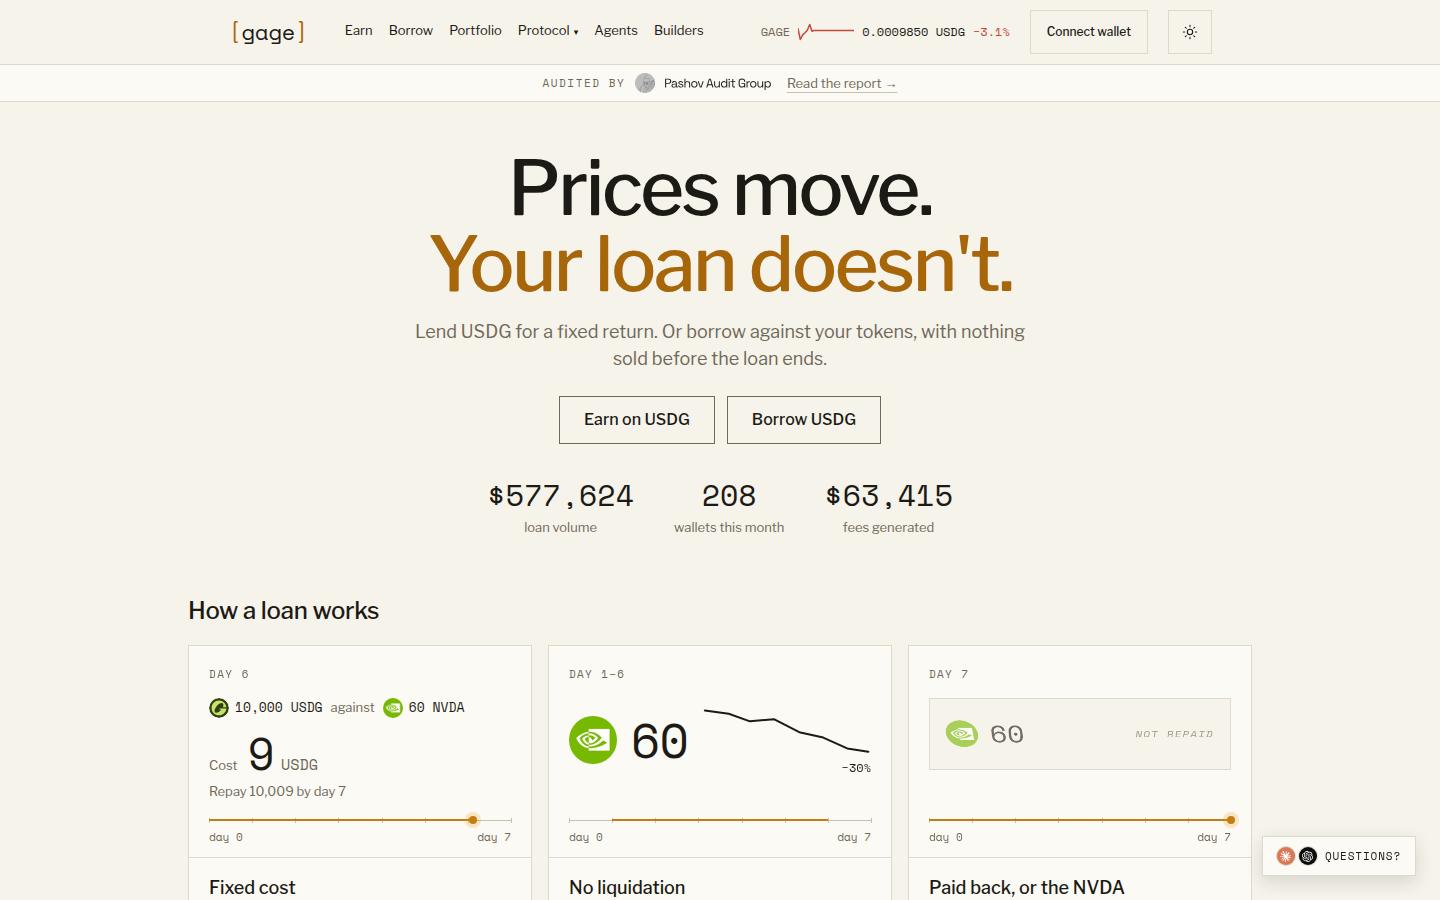 [gage]
Earn Borrow Portfolio Protocol ▾ Agents Builders
GAGE 0.0009850 USDG −3.1%
Connect wallet
AUDITED BY Pashov Audit Group Read the report →
Prices move.
Your loan doesn't.
Lend USDG for a fixed return. Or borrow against your tokens, with nothing
sold before the loan ends.
Earn on USDG
Borrow USDG
$577,624 208 $63,415
loan volume wallets this month fees generated
How a loan works
DAY 6
10,000 USDG against 60 NVDA
Cost 9 USDG
Repay 10,009 by day 7
day 0 day 7
Fixed cost
DAY 1–6
60
−30%
day 0 day 7
No liquidation
DAY 7
60 NOT REPAID
day 0 day 7
Paid back, or the NVDA
QUESTIONS?